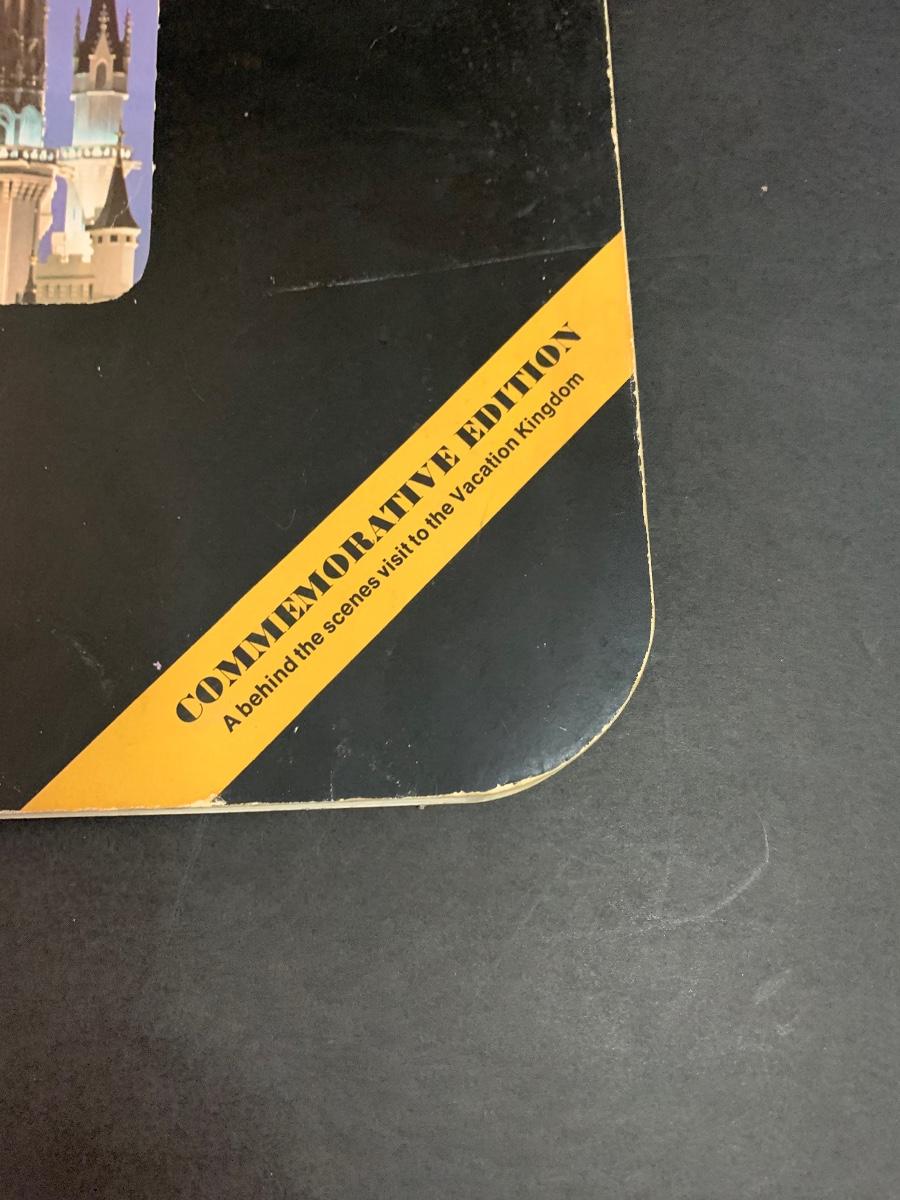 COMMEMORATIVE EDITION
A behind the scenes visit to the Vacation Kingdom